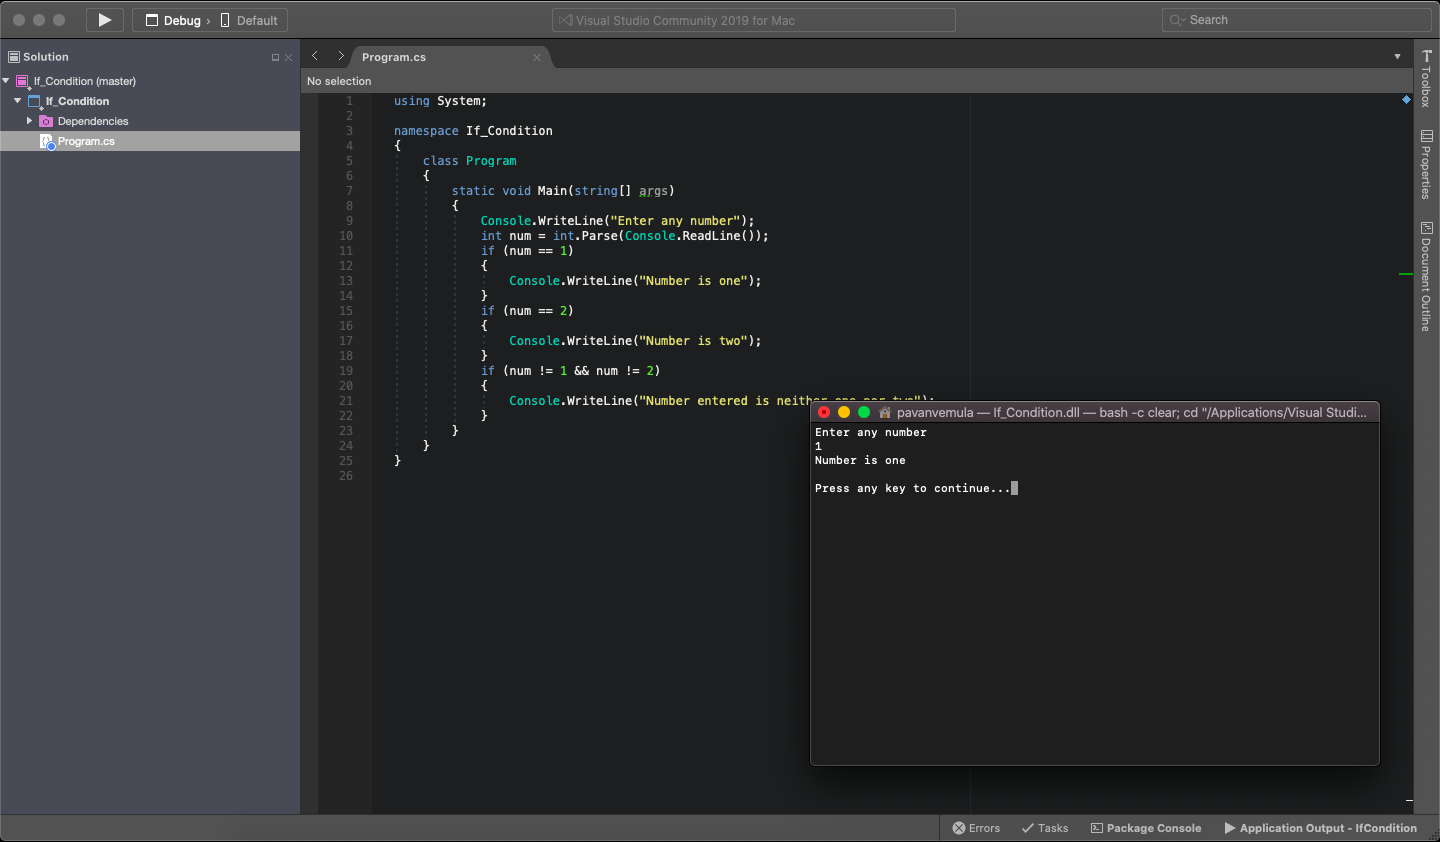 Debug › Default
Visual Studio Community 2019 for Mac
Search
Solution
If_Condition (master)
If_Condition
Dependencies
Program.cs
Program.cs
No selection
1 using System;
2
3 namespace If_Condition
4 {
5 class Program
6 {
7 static void Main(string[] args)
8 {
9 Console.WriteLine("Enter any number");
10 int num = int.Parse(Console.ReadLine());
11 if (num == 1)
12 {
13 Console.WriteLine("Number is one");
14 }
15 if (num == 2)
16 {
17 Console.WriteLine("Number is two");
18 }
19 if (num != 1 && num != 2)
20 {
21 Console.WriteLine("Number entered is neither one nor two");
22 }
23 }
24 }
25 }
26
pavanvemula — If_Condition.dll — bash -c clear; cd "/Applications/Visual Studi...
Enter any number
1
Number is one
Press any key to continue...
Toolbox
Properties
Document Outline
Errors
Tasks
Package Console
Application Output - IfCondition